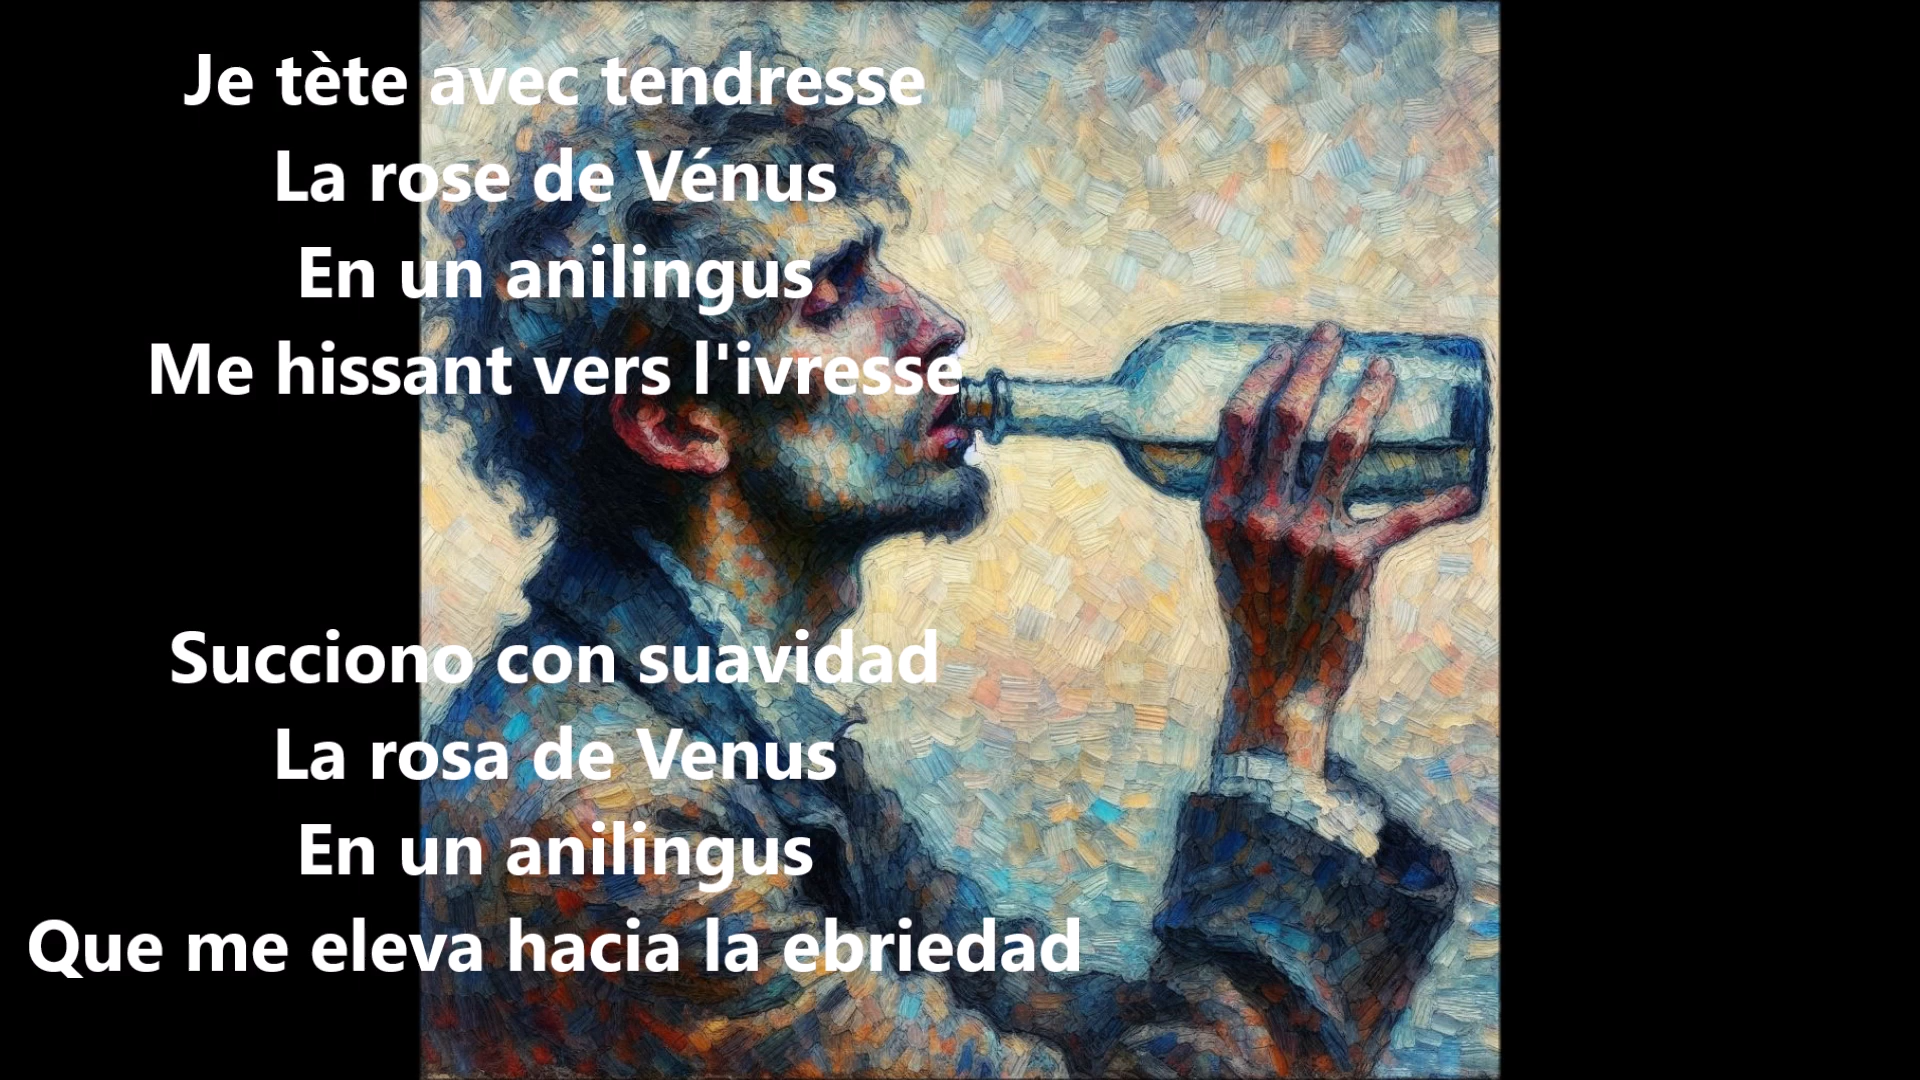 Je tète avec tendresse
La rose de Vénus
En un anilingus
Me hissant vers l'ivresse
Succiono con suavidad
La rosa de Venus
En un anilingus
Que me eleva hacia la ebriedad